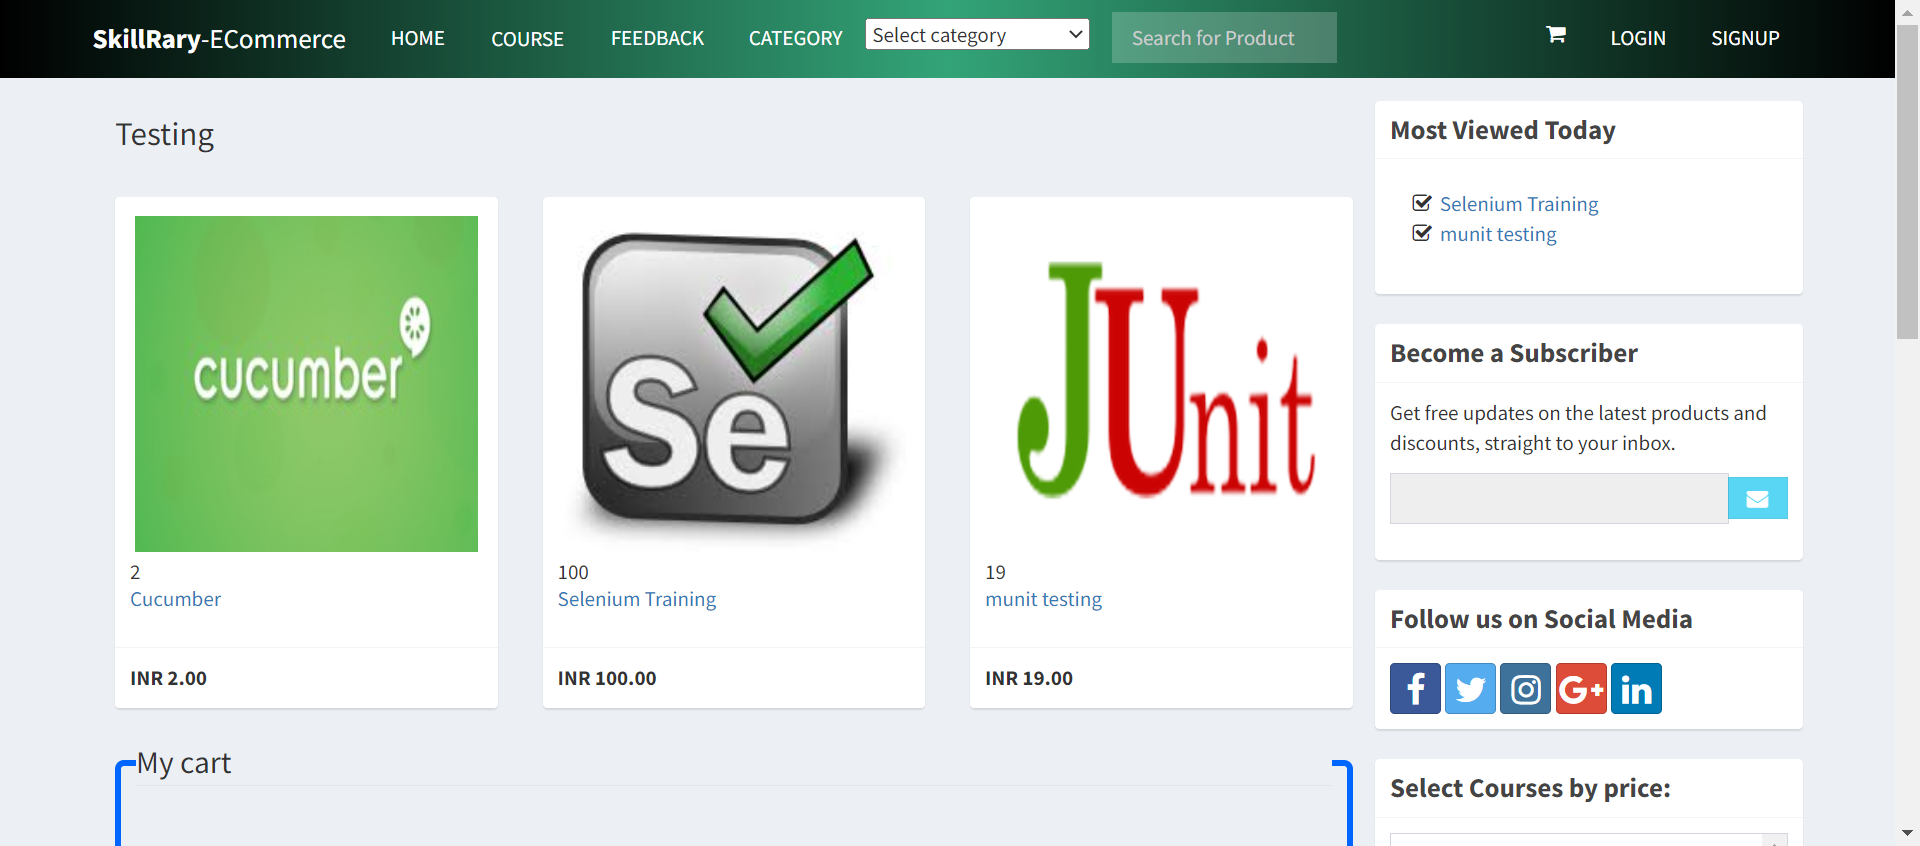 SkillRary-ECommerce HOME COURSE FEEDBACK CATEGORY Select category Search for Product LOGIN SIGNUP
Testing
cucumber
2
Cucumber
INR 2.00
Se
100
Selenium Training
INR 100.00
JUnit
19
munit testing
INR 19.00
My cart
Most Viewed Today
Selenium Training
munit testing
Become a Subscriber
Get free updates on the latest products and
discounts, straight to your inbox.
Follow us on Social Media
f G+ in
Select Courses by price: